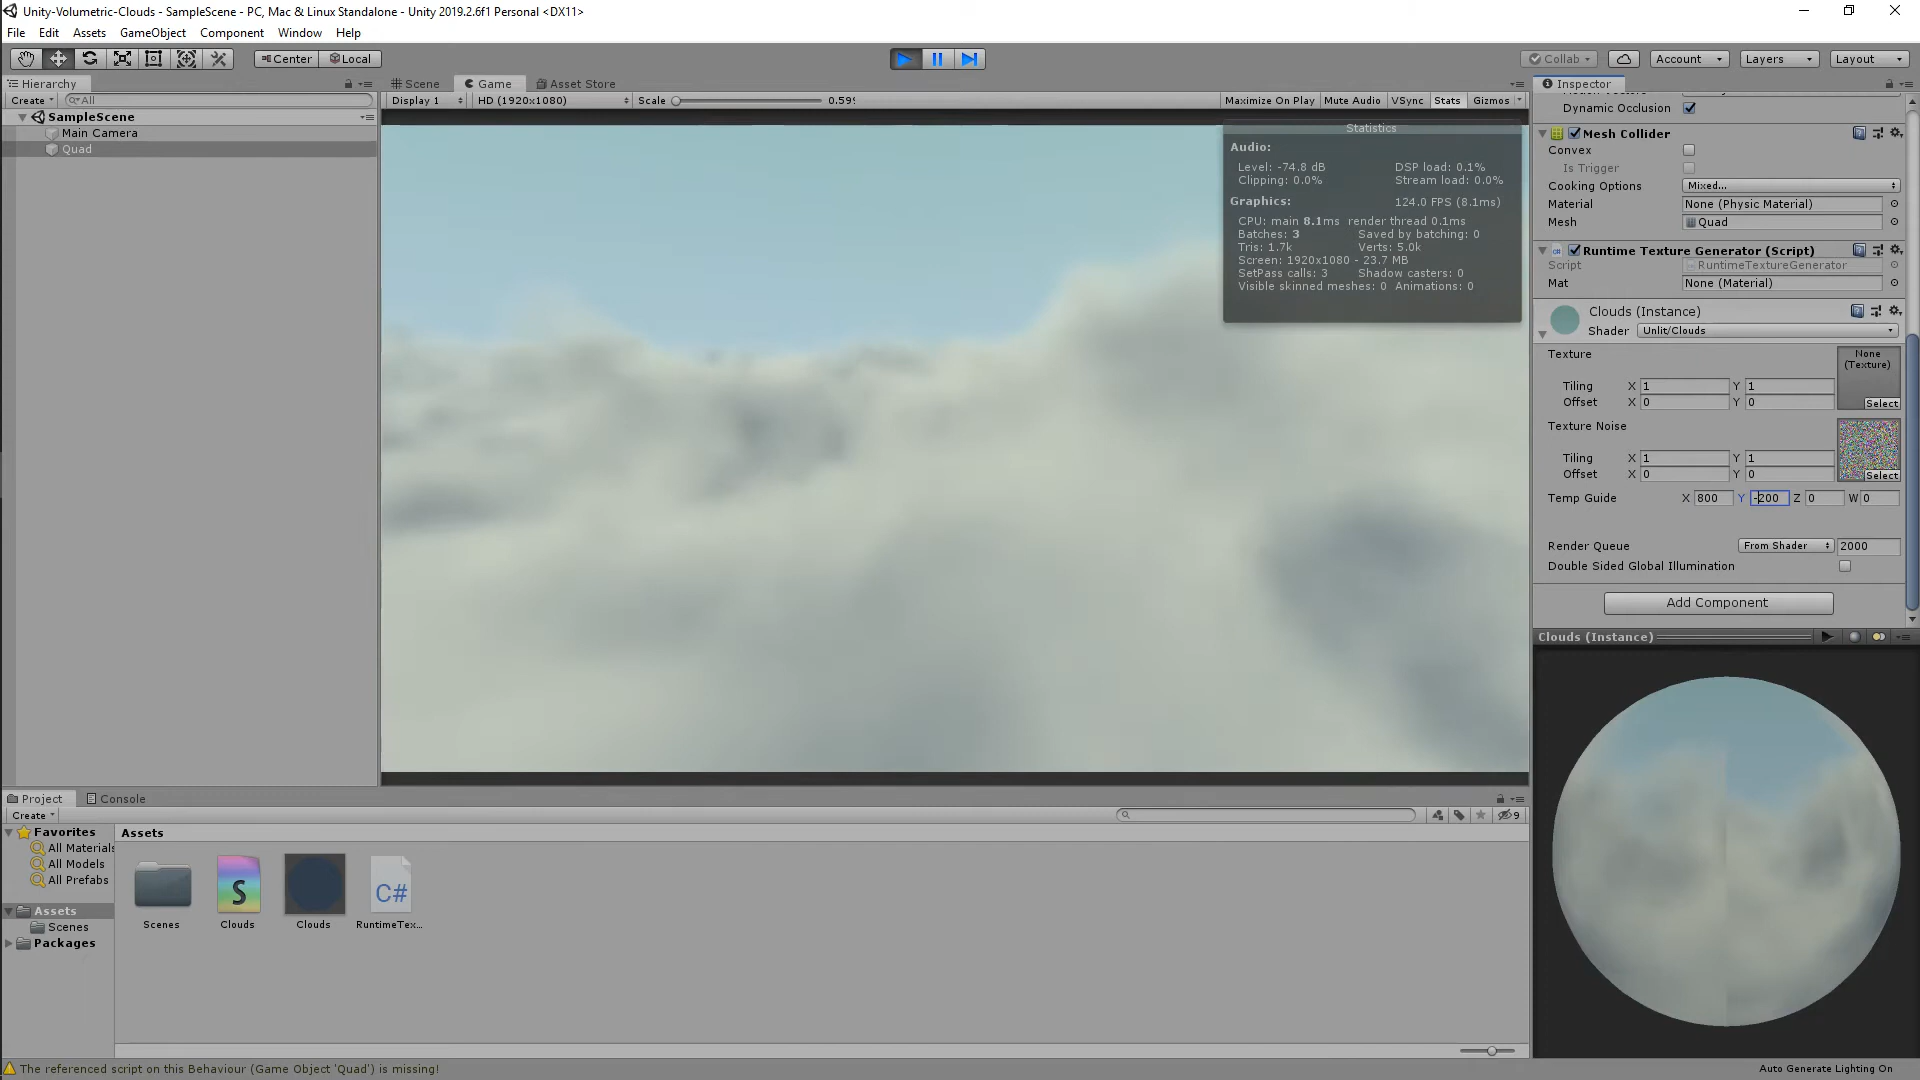 Unity-Volumetric-Clouds - SampleScene - PC, Mac & Linux Standalone - Unity 2019.2.6f1 Personal <DX11>
File Edit Assets GameObject Component Window Help
Center Local
Collab Account Layers Layout
Hierarchy
Create All
SampleScene
Main Camera
Quad
Scene Game Asset Store
Display 1 HD (1920x1080) Scale 0.59 Maximize On Play Mute Audio VSync Stats Gizmos
Statistics
Audio:
Level: -74.8 dB DSP load: 0.1%
Clipping: 0.0% Stream load: 0.0%
Graphics: 124.0 FPS (8.1ms)
CPU: main 8.1ms render thread 0.1ms
Batches: 3 Saved by batching: 0
Tris: 1.7k Verts: 5.0k
Screen: 1920x1080 - 23.7 MB
SetPass calls: 3 Shadow casters: 0
Visible skinned meshes: 0 Animations: 0
Inspector
Dynamic Occlusion
Mesh Collider
Convex
Is Trigger
Cooking Options Mixed...
Material None (Physic Material)
Mesh Quad
Runtime Texture Generator (Script)
Script RuntimeTextureGenerator
Mat None (Material)
Clouds (Instance)
Shader Unlit/Clouds
Texture None (Texture)
Tiling X 1 Y 1
Offset X 0 Y 0
Select
Texture Noise
Tiling X 1 Y 1
Offset X 0 Y 0
Select
Temp Guide X 800 Y -200 Z 0 W 0
Render Queue From Shader 2000
Double Sided Global Illumination
Add Component
Clouds (Instance)
Project Console
Create
9
Favorites
All Materials
All Models
All Prefabs
Assets
Scenes
Packages
Assets
S
C#
Scenes Clouds Clouds RuntimeTex...
The referenced script on this Behaviour (Game Object 'Quad') is missing!
Auto Generate Lighting On